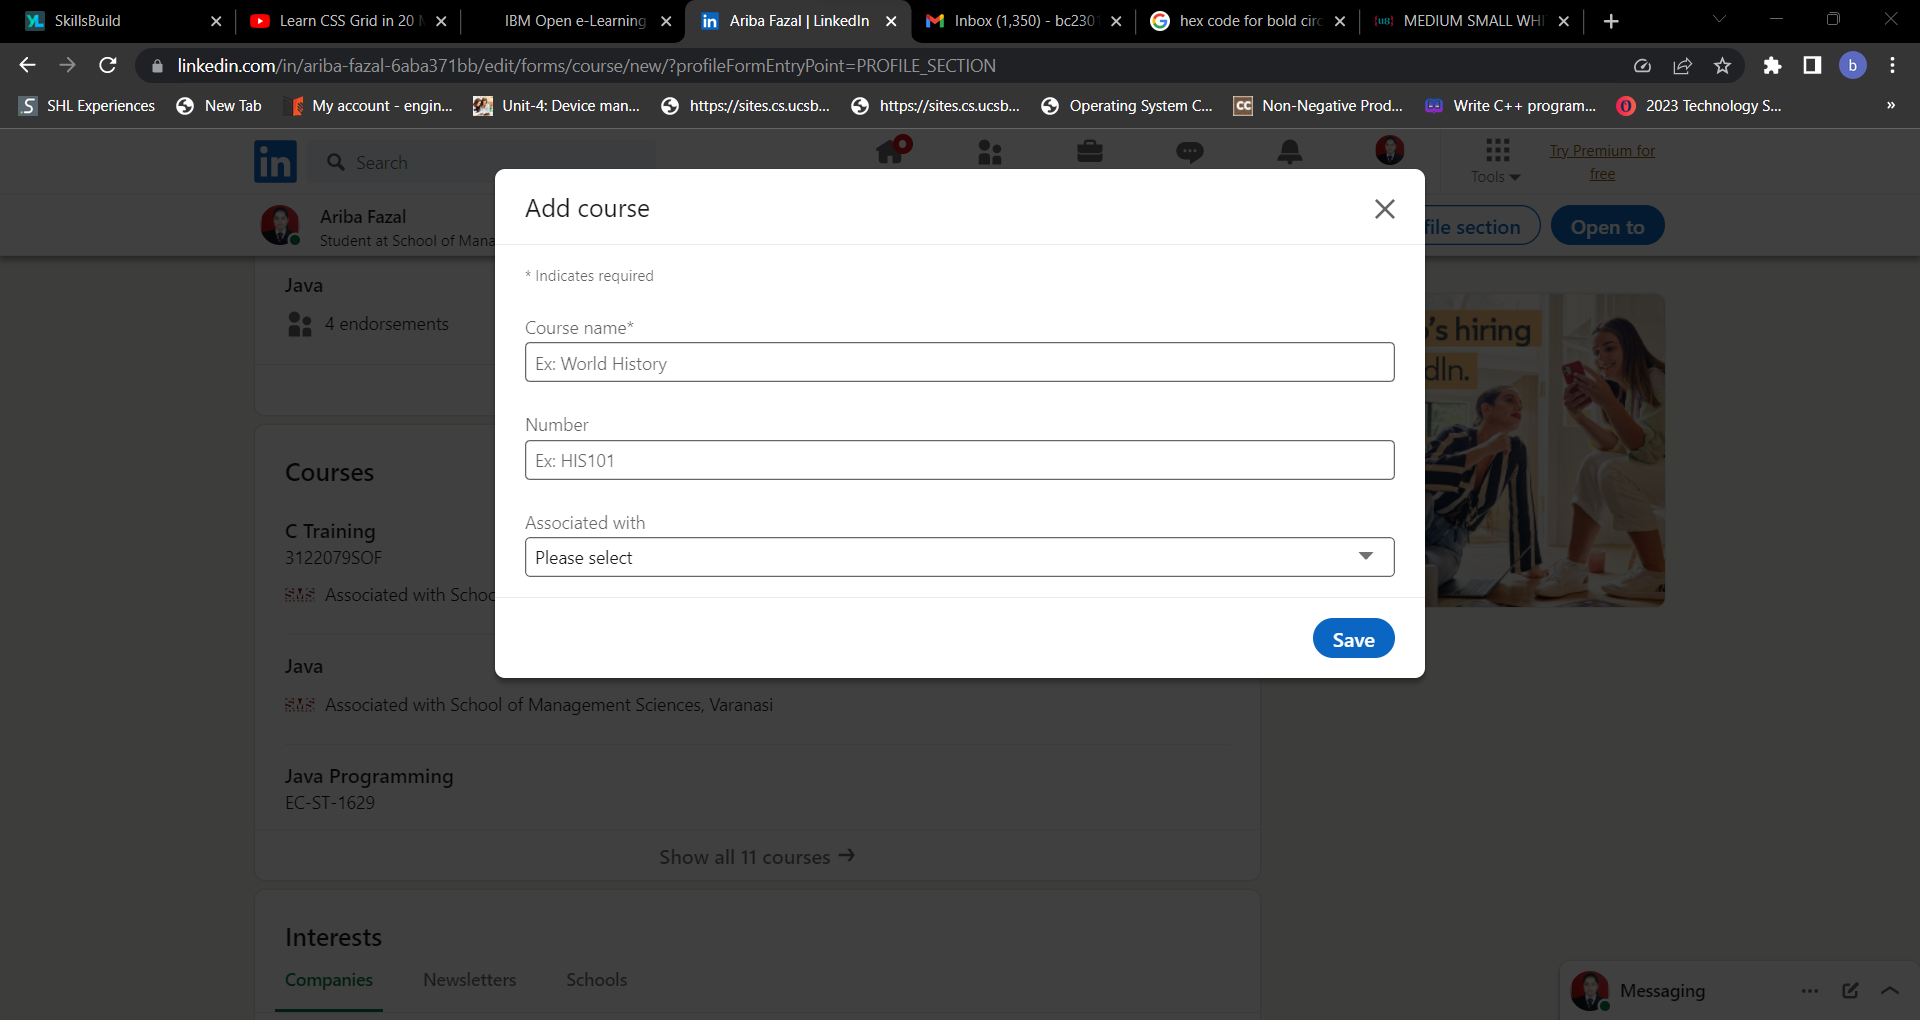 SkillsBuild
Learn CSS Grid in 20
IBM Open e-Learning
Ariba Fazal | LinkedIn
Inbox (1,350) - bc230
hex code for bold circ
MEDIUM SMALL WHI
linkedin.com/in/ariba-fazal-6aba371bb/edit/forms/course/new/?profileFormEntryPoint=PROFILE_SECTION
b
SHL Experiences
New Tab
My account - engin...
Unit-4: Device man...
https://sites.cs.ucsb...
https://sites.cs.ucsb...
Operating System C...
CC
Non-Negative Prod...
Write C++ program...
2023 Technology S...
»
in
Search
Tools
Try Premium for
free
Ariba Fazal
Student at School of Mana
file section
Open to
Java
4 endorsements
Add course
* Indicates required
Course name*
Ex: World History
Number
Ex: HIS101
Associated with
Please select
Save
's hiring
dIn.
Courses
C Training
3122079SOF
SMS Associated with Schoo
Java
SMS Associated with School of Management Sciences, Varanasi
Java Programming
EC-ST-1629
Show all 11 courses →
Interests
Companies
Newsletters
Schools
Messaging